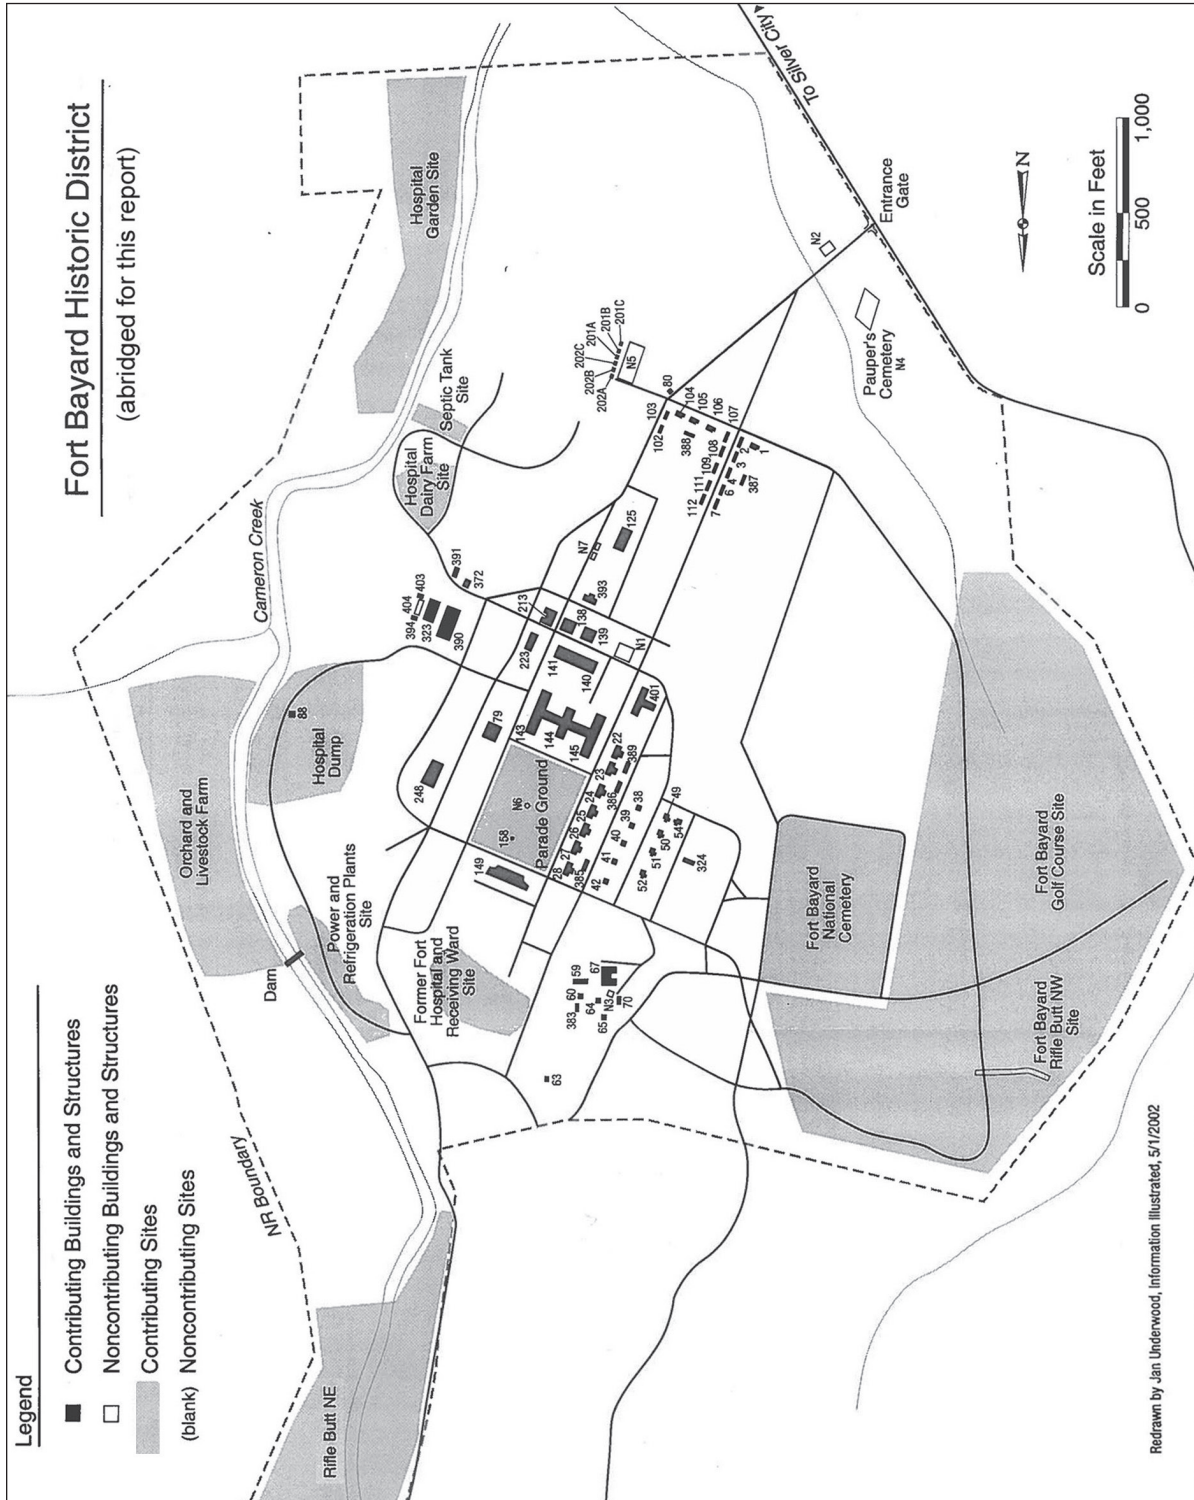 Fort Bayard Historic District
(abridged for this report)
Legend
Contributing Buildings and Structures
Noncontributing Buildings and Structures
Contributing Sites
(blank) Noncontributing Sites
Rifle Butt NE
NR Boundary
Orchard and
Livestock Farm
Dam
Cameron Creek
Hospital
Dump
88
Power and
Refrigeration Plants
Site
Hospital
Garden Site
Septic Tank
Site
Hospital
Dairy Farm
Site
Former Fort
Hospital and
Receiving Ward
Site
394
404
403
323
390
391
372
248
79
149
158
N6
Parade Ground
143
144
145
141
140
223
213
138
139
N1
393
N7
125
401
22
23
24
25
26
27
28
389
386
385
38
39
40
41
42
49
50
51
52
54
324
63
383
60
59
64
65
N3
67
70
202A
202B
202C
201A
201B
201C
N5
80
102
103
104
105
106
107
388
108
109
111
112
7
6
4
3
2
1
387
N2
Entrance
Gate
To Silver City
Pauper's
Cemetery
N4
Fort Bayard
National
Cemetery
Fort Bayard
Golf Course Site
Fort Bayard
Rifle Butt NW
Site
N
Scale in Feet
0
500
1,000
Redrawn by Jan Underwood, Information Illustrated, 5/1/2002